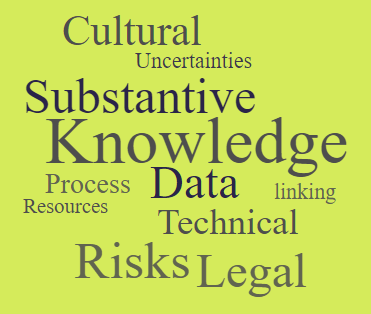 Cultural
Uncertainties
Substantive
Knowledge
Process Data linking
Resources
Technical
Risks Legal